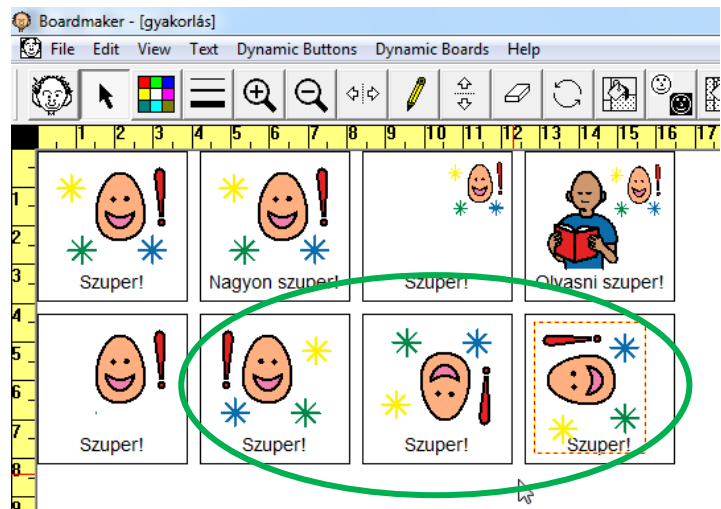 Boardmaker - [gyakorlás]
File Edit View Text Dynamic Buttons Dynamic Boards Help
1 2 3 4 5 6 7 8 9 10 11 12 13 14 15 16 17
1
2
3
4
5
6
7
8
9
Szuper! Nagyon szuper! Szuper! Olvasni szuper!
Szuper! Szuper! Szuper! Szuper!